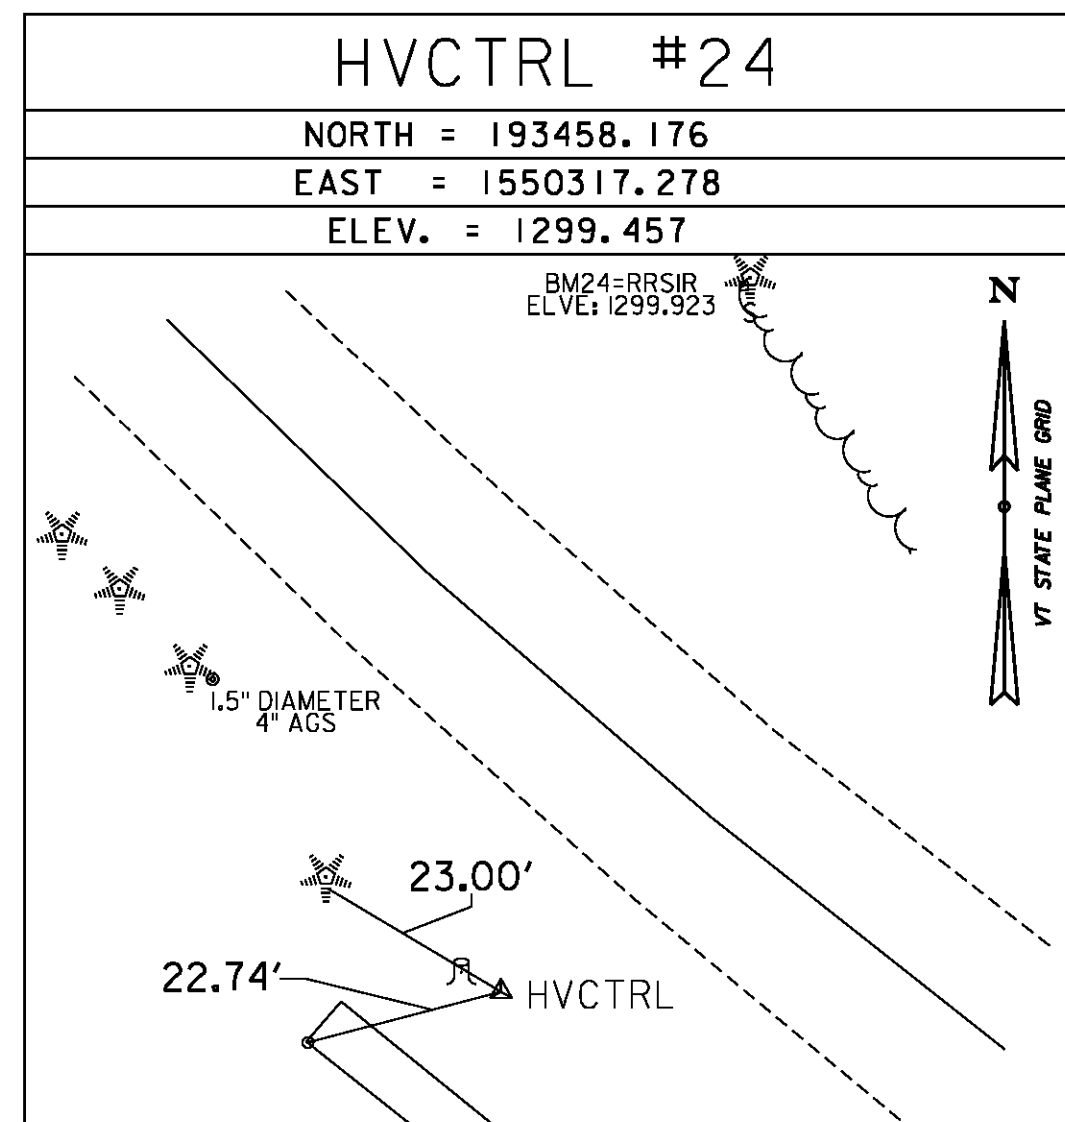 HVCTRL #24
NORTH = 193458.176
EAST = 1550317.278
ELEV. = 1299.457
BM24=RRSIR
ELVE: 1299.923
N
VT STATE PLANE GRID
1.5" DIAMETER
4" AGS
23.00'
22.74'
HVCTRL